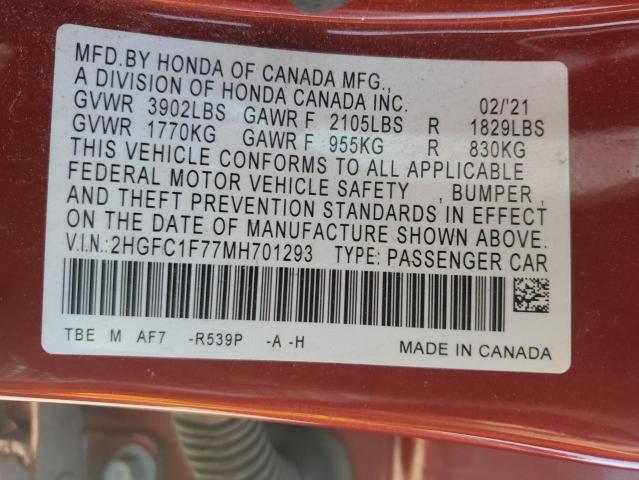 MFD.BY HONDA OF CANADA MFG.,
A DIVISION OF HONDA CANADA INC. 02/'21
GVWR 3902LBS GAWR F 2105LBS R 1829LBS
GVWR 1770KG GAWR F 955KG R 830KG
THIS VEHICLE CONFORMS TO ALL APPLICABLE
FEDERAL MOTOR VEHICLE SAFETY , BUMPER ,
AND THEFT PREVENTION STANDARDS IN EFFECT
ON THE DATE OF MANUFACTURE SHOWN ABOVE.
V.I.N.: 2HGFC1F77MH701293 TYPE: PASSENGER CAR
TBE M AF7 -R539P -A -H MADE IN CANADA